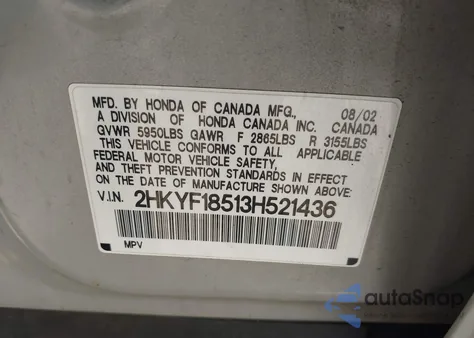 MFD. BY HONDA OF CANADA MFG., 08/02
A DIVISION OF HONDA CANADA INC. CANADA
GVWR 5950LBS GAWR F 2865LBS R 3155LBS
THIS VEHICLE CONFORMS TO ALL APPLICABLE
FEDERAL MOTOR VEHICLE SAFETY,
AND THEFT PREVENTION STANDARDS IN EFFECT
ON THE DATE OF MANUFACTURE SHOWN ABOVE.
V.I.N. 2HKYF18513H521436
MPV
autoSnap